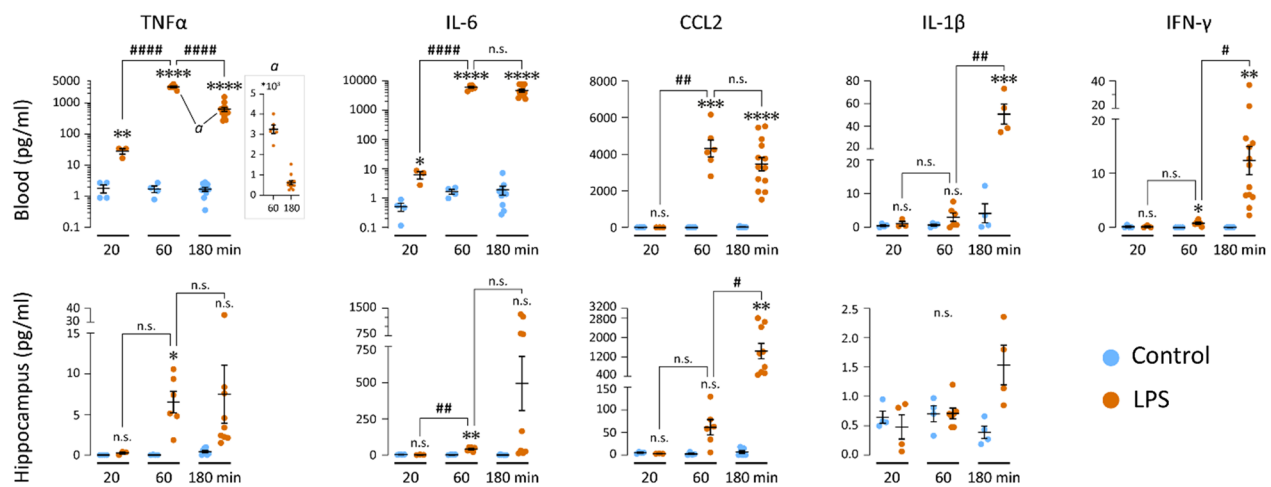 TNFα IL-6 CCL2 IL-1β IFN-γ
Blood (pg/ml)
5000 1000 100 10 1 0.1
** #### **** #### **** a
a
*10³
5 4 3 2 1 0
60 180
20 60 180 min
10000 1000 100 10 1 0.1
* #### **** n.s. ****
20 60 180 min
8000 6000 4000 2000 0
n.s. ## *** n.s. ****
20 60 180 min
80 60 40 20
20 10 0
n.s. n.s. n.s. ## ***
20 60 180 min
40 20
20 10 0
n.s. n.s. * # **
20 60 180 min
Hippocampus (pg/ml)
40 30
15 10 5 0
n.s. n.s. * n.s. n.s.
20 60 180 min
1500 750
750 500 250 0
n.s. ## ** n.s. n.s.
20 60 180 min
3200 2800 2000 1200 400
150 100 50 0
n.s. n.s. n.s. # **
20 60 180 min
2.5 2.0 1.5 1.0 0.5 0.0
n.s.
20 60 180 min
Control
LPS